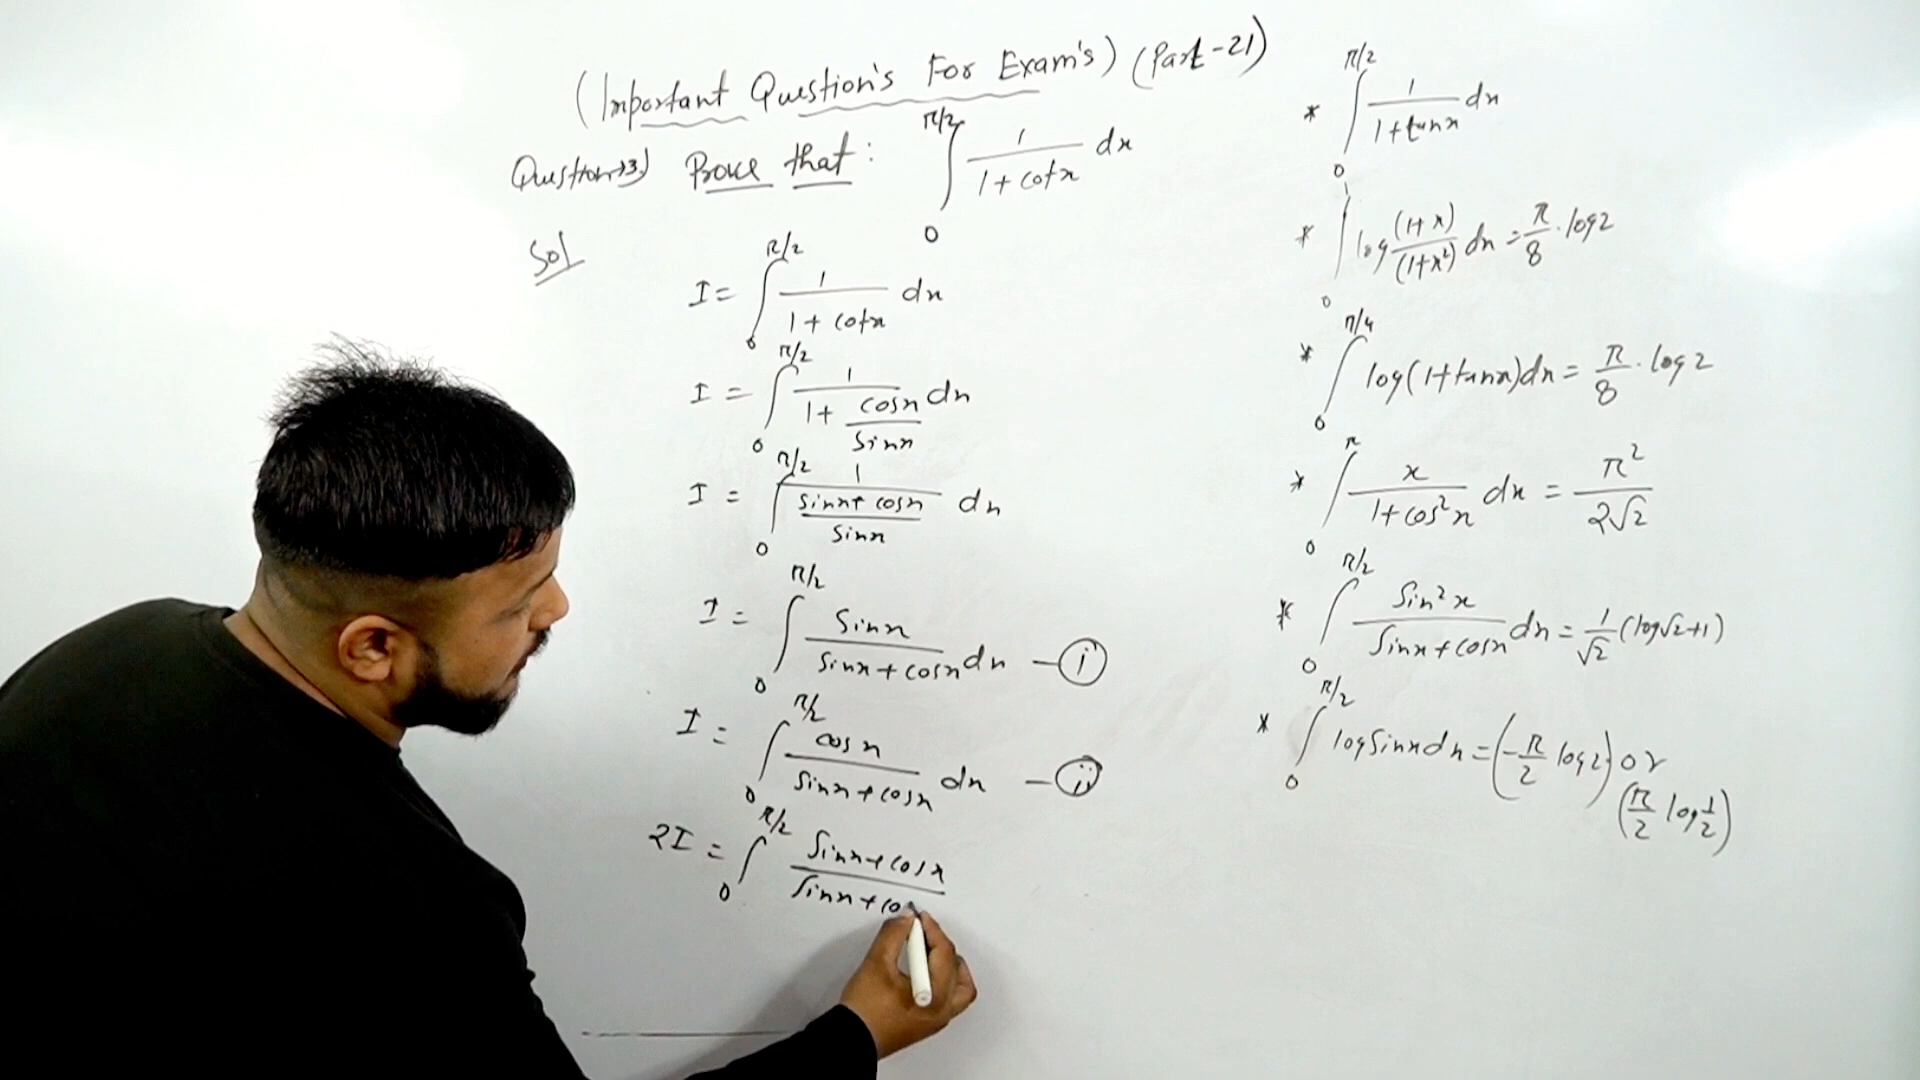 (Important Question's For Exam's) (Part-21)
Question→3) Prove that: ∫₀^{π/2} 1/(1+cotx) dx
Sol
I = ∫₀^{π/2} 1/(1+cotx) dx
I = ∫₀^{π/2} 1/(1+ cosx/sinx) dx
I = ∫₀^{π/2} 1/((sinx+cosx)/sinx) dx
I = ∫₀^{π/2} sinx/(sinx+cosx) dx —(i)
I = ∫₀^{π/2} cosx/(sinx+cosx) dx —(ii)
2I = ∫₀^{π/2} (sinx+cosx)/(sinx+co
* ∫₀^{π/2} 1/(1+tanx) dx
* ∫₀^1 log (1+x)/(1+x²) dx = π/8 · log2
* ∫₀^{π/4} log(1+tanx)dx = π/8 · log2
* ∫₀^π x/(1+cos²x) dx = π²/(2√2)
* ∫₀^{π/2} Sin²x/(Sinx+cosx) dx = 1/√2 (log√2+1)
* ∫₀^{π/2} logSinxdx = (-π/2 log2) or
(π/2 log 1/2)